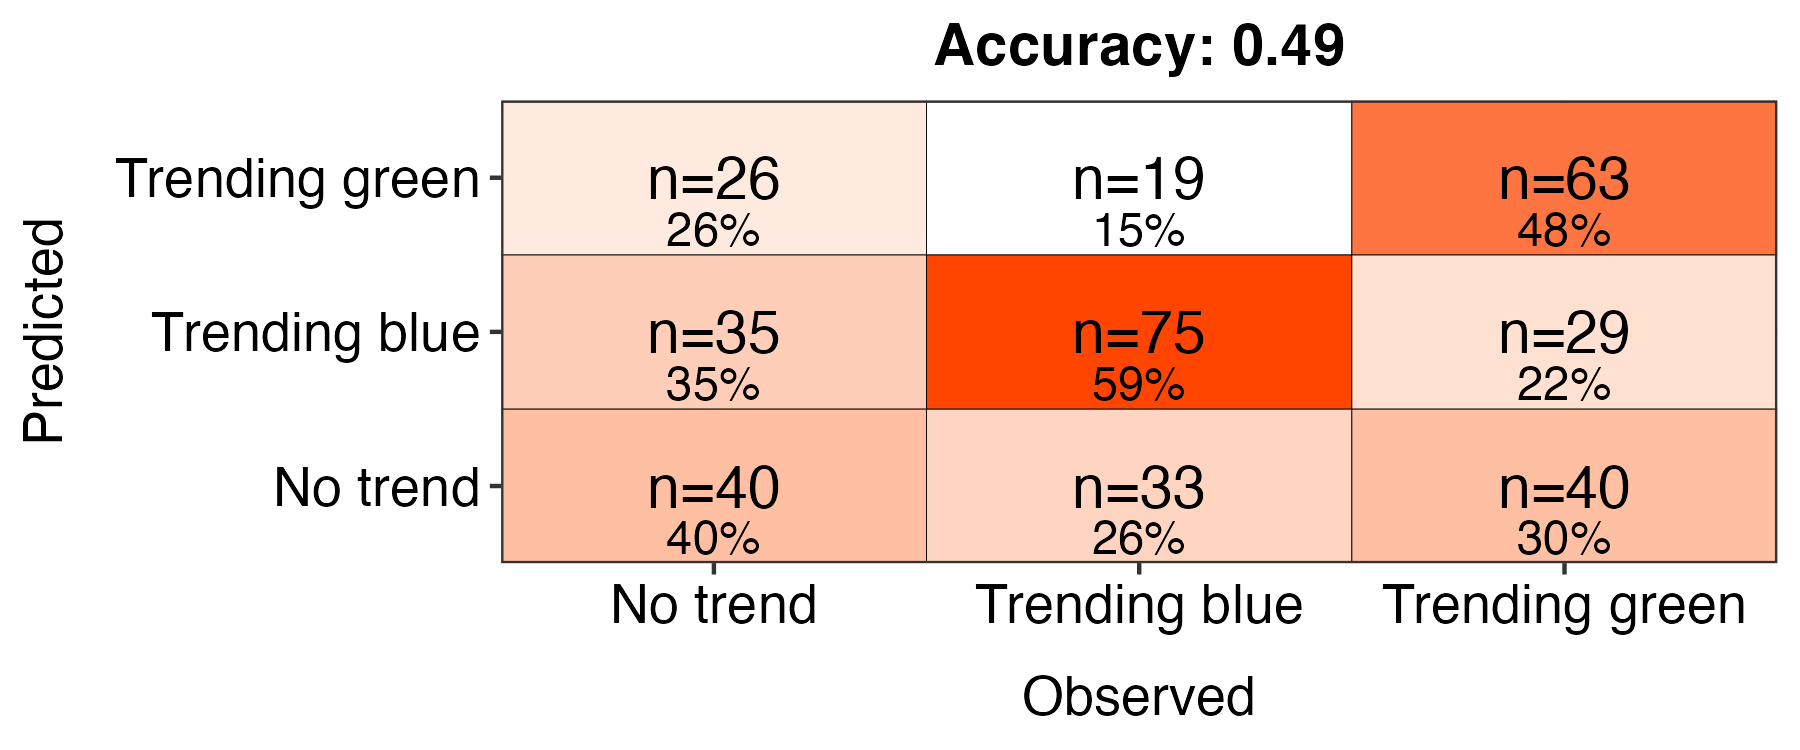 Accuracy: 0.49
Predicted
Trending green
n=26
26%
n=19
15%
n=63
48%
Trending blue
n=35
35%
n=75
59%
n=29
22%
No trend
n=40
40%
n=33
26%
n=40
30%
No trend
Trending blue
Trending green
Observed